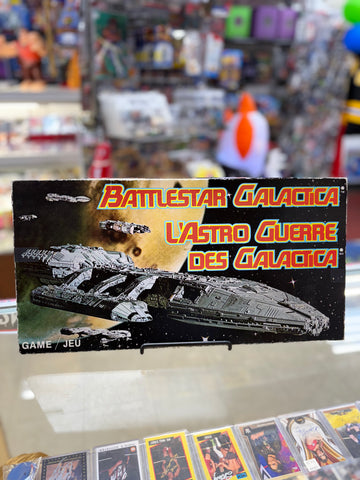 BATTLESTAR GALACTICA
L'ASTRO GUERRE
DES GALACTICA
GAME / JEU